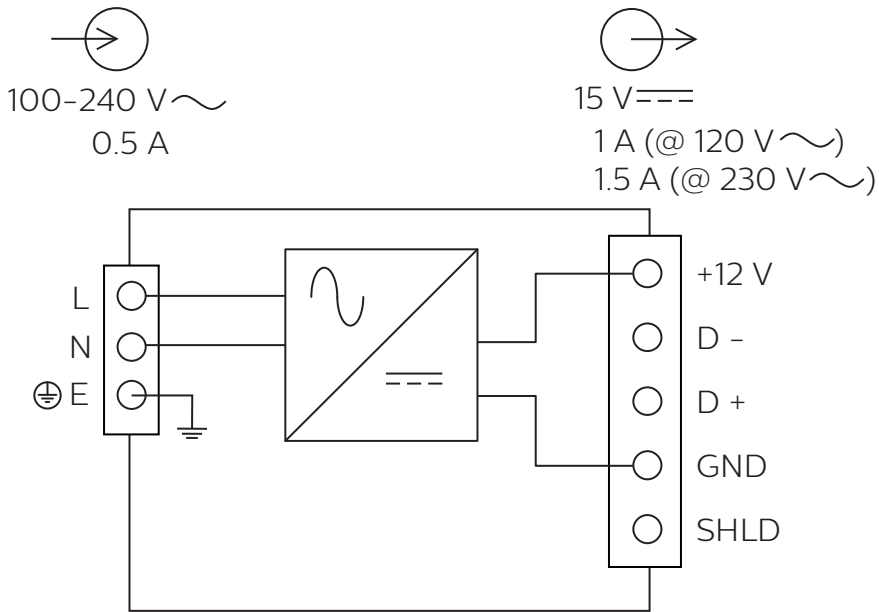 100-240 V
0.5 A
15 V
1 A (@ 120 V)
1.5 A (@ 230 V)
L
N
E
+12 V
D -
D +
GND
SHLD